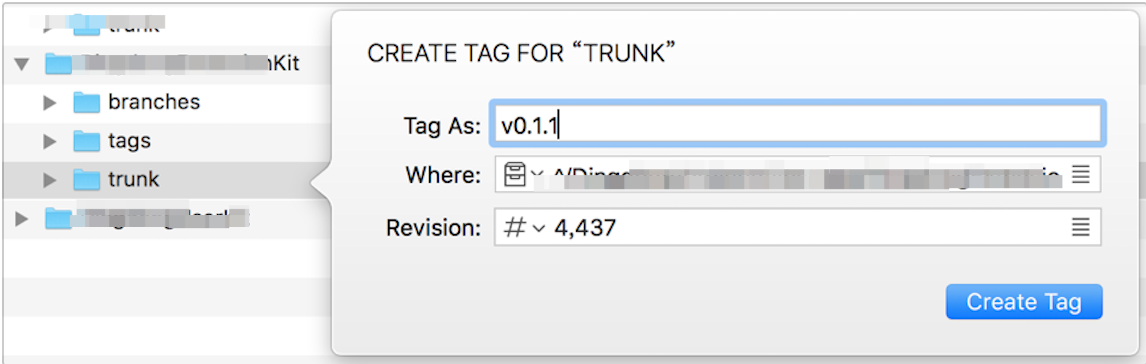 trunk
Kit
branches
tags
trunk
CREATE TAG FOR “TRUNK”
Tag As:
v0.1.1
Where:
Revision:
# 4,437
Create Tag